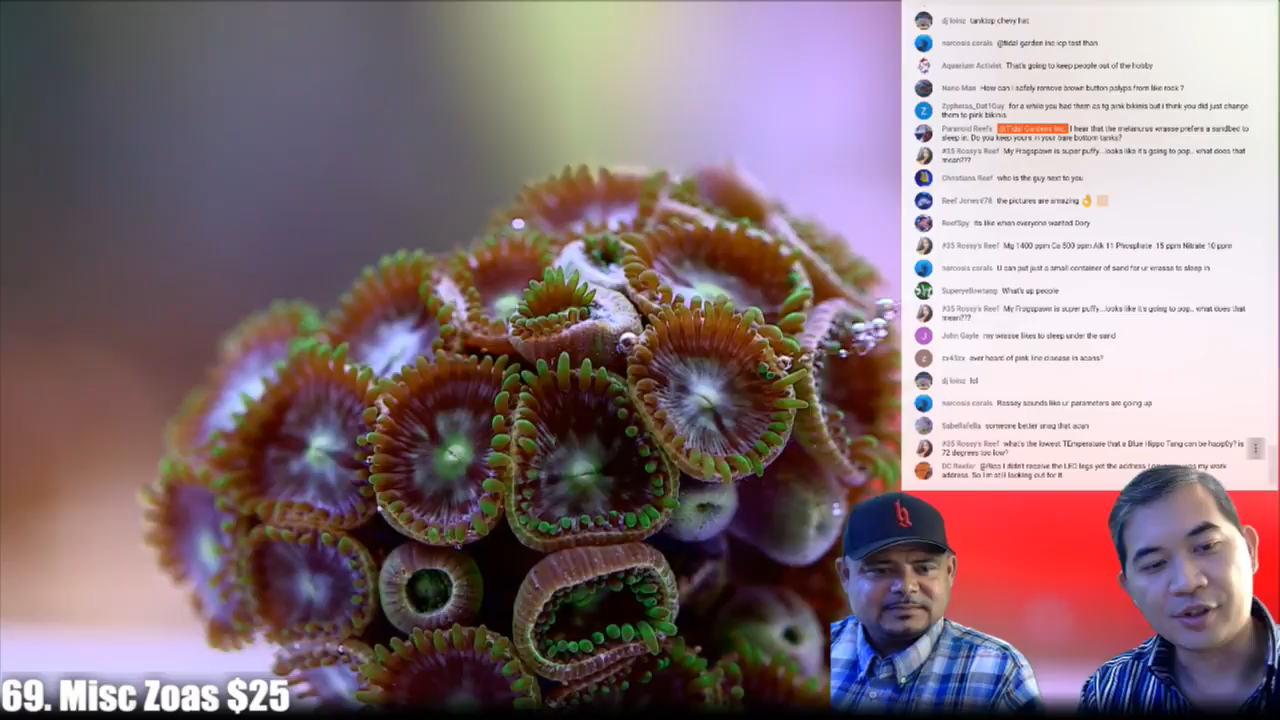 dj loinz tanktop chevy hat
narcosis corals @tidal garden inc icp test than
Aquarium Activist That's going to keep people out of the hobby
Nano Man How can i safely remove brown button polyps from like rock ?
Zypheras_Dat1Guy for a while you had them as tg pink bikinis but i think you did just change
them to pink bikinis
Paranoid Reefs @Tidal Gardens Inc. I hear that the melanurus wrasse prefers a sandbed to
sleep in. Do you keep yours in your bare bottom tanks?
#35 Rossy's Reef My Frogspawn is super puffy...looks like it's going to pop.. what does that
mean???
Christians Reef who is the guy next to you
Reef Jones#78 the pictures are amazing 👌
ReefSpy its like when everyone wanted Dory
#35 Rossy's Reef Mg 1400 ppm Ca 500 ppm Alk 11 Phosphate .15 ppm Nitrate 10 ppm
narcosis corals U can put just a small container of sand for ur wrasse to sleep in
Superyellowtang What's up people
#35 Rossy's Reef My Frogspawn is super puffy...looks like it's going to pop.. what does that
mean???
John Gayle my wrasse likes to sleep under the sand
ever heard of pink line disease in acans?
dj loinz lol
narcosis corals Rossey sounds like ur parameters are going up
Sabellafella someone better snag that acan
#35 Rossy's Reef what's the lowest TEmperature that a Blue Hippo Tang can be happ0y? is
72 degrees too low?
DC Reefer I didn't receive the LEO legs yet the address was my work
address. So I'm still looking out for it.
69. Misc Zoas $25